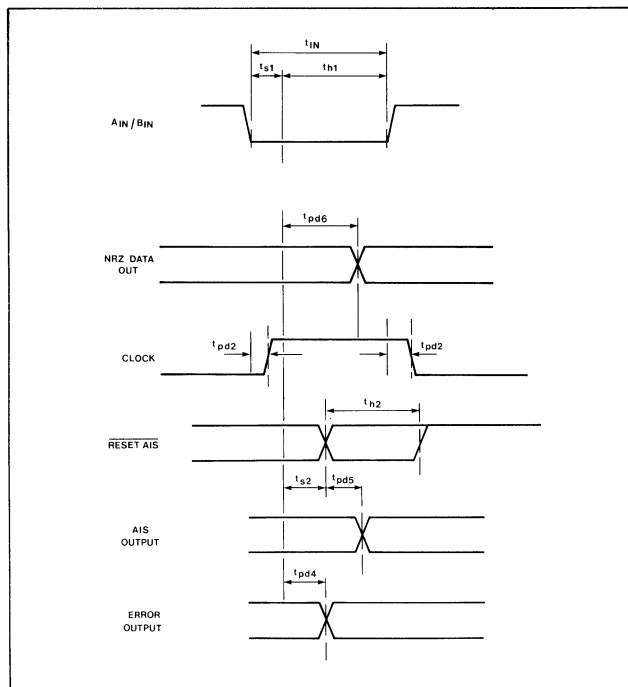 tIN
ts1 th1
AIN/BIN
tpd6
NRZ DATA
OUT
tpd2 tpd2
CLOCK
th2
RESET AIS
ts2 tpd5
AIS
OUTPUT
tpd4
ERROR
OUTPUT